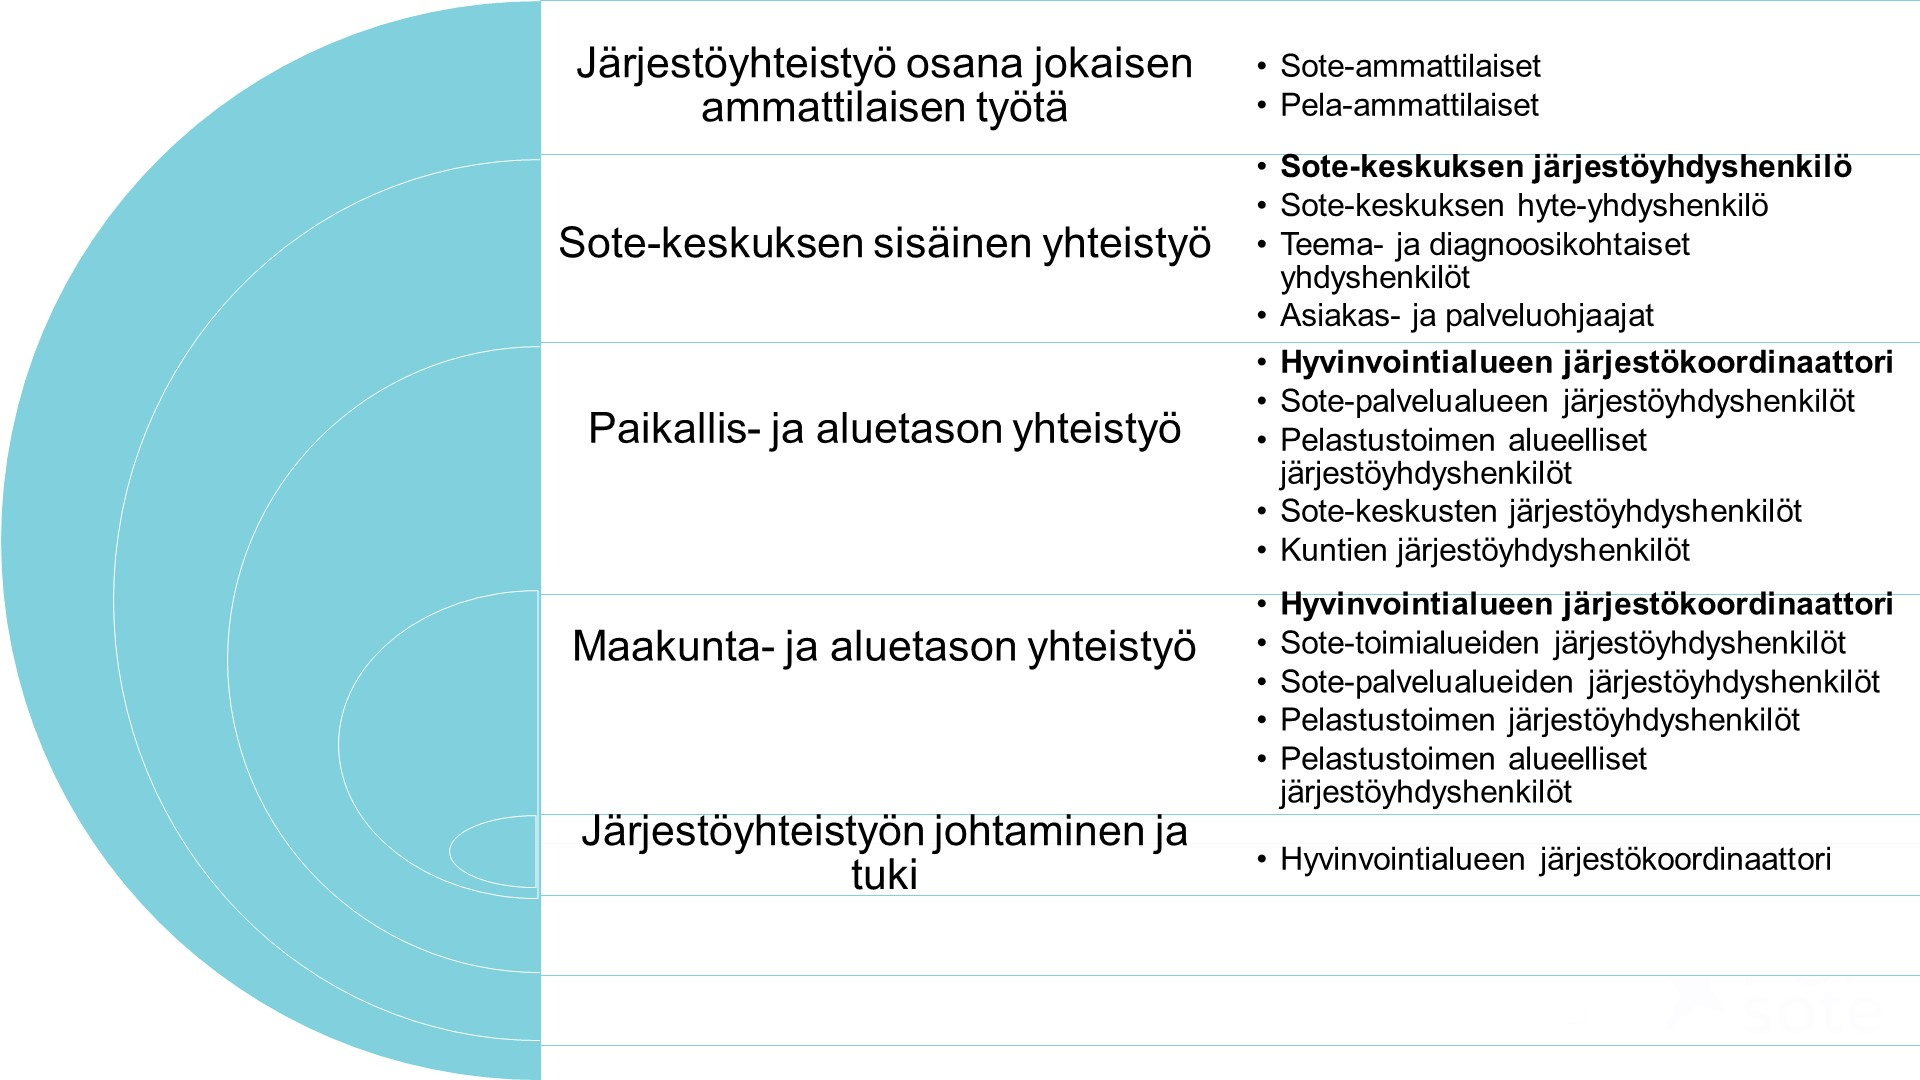 Järjestöyhteistyö osana jokaisen
ammattilaisen työtä
• Sote-ammattilaiset
• Pela-ammattilaiset
Sote-keskuksen sisäinen yhteistyö
• Sote-keskuksen järjestöyhdyshenkilö
• Sote-keskuksen hyte-yhdyshenkilö
• Teema- ja diagnoosikohtaiset
yhdyshenkilöt
• Asiakas- ja palveluohjaajat
Paikallis- ja aluetason yhteistyö
• Hyvinvointialueen järjestökoordinaattori
• Sote-palvelualueen järjestöyhdyshenkilöt
• Pelastustoimen alueelliset
järjestöyhdyshenkilöt
• Sote-keskusten järjestöyhdyshenkilöt
• Kuntien järjestöyhdyshenkilöt
Maakunta- ja aluetason yhteistyö
• Hyvinvointialueen järjestökoordinaattori
• Sote-toimialueiden järjestöyhdyshenkilöt
• Sote-palvelualueiden järjestöyhdyshenkilöt
• Pelastustoimen järjestöyhdyshenkilöt
• Pelastustoimen alueelliset
järjestöyhdyshenkilöt
Järjestöyhteistyön johtaminen ja
tuki
• Hyvinvointialueen järjestökoordinaattori
sote